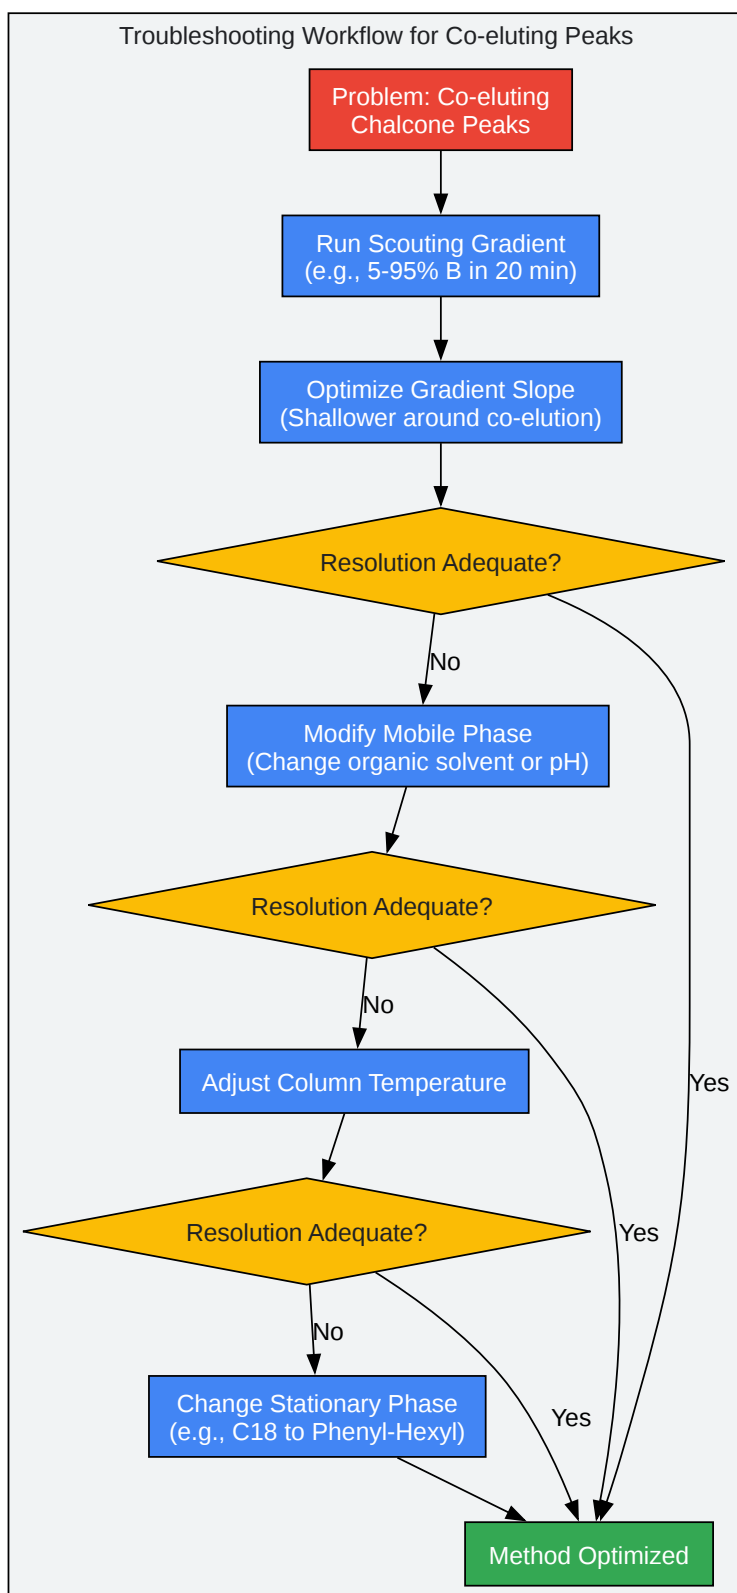 Troubleshooting Workflow for Co-eluting Peaks
Problem: Co-eluting
Chalcone Peaks
Run Scouting Gradient
(e.g., 5-95% B in 20 min)
Optimize Gradient Slope
(Shallower around co-elution)
Resolution Adequate?
No
Modify Mobile Phase
(Change organic solvent or pH)
Resolution Adequate?
No
Adjust Column Temperature
Yes
Resolution Adequate?
Yes
No
Change Stationary Phase
(e.g., C18 to Phenyl-Hexyl)
Yes
Method Optimized